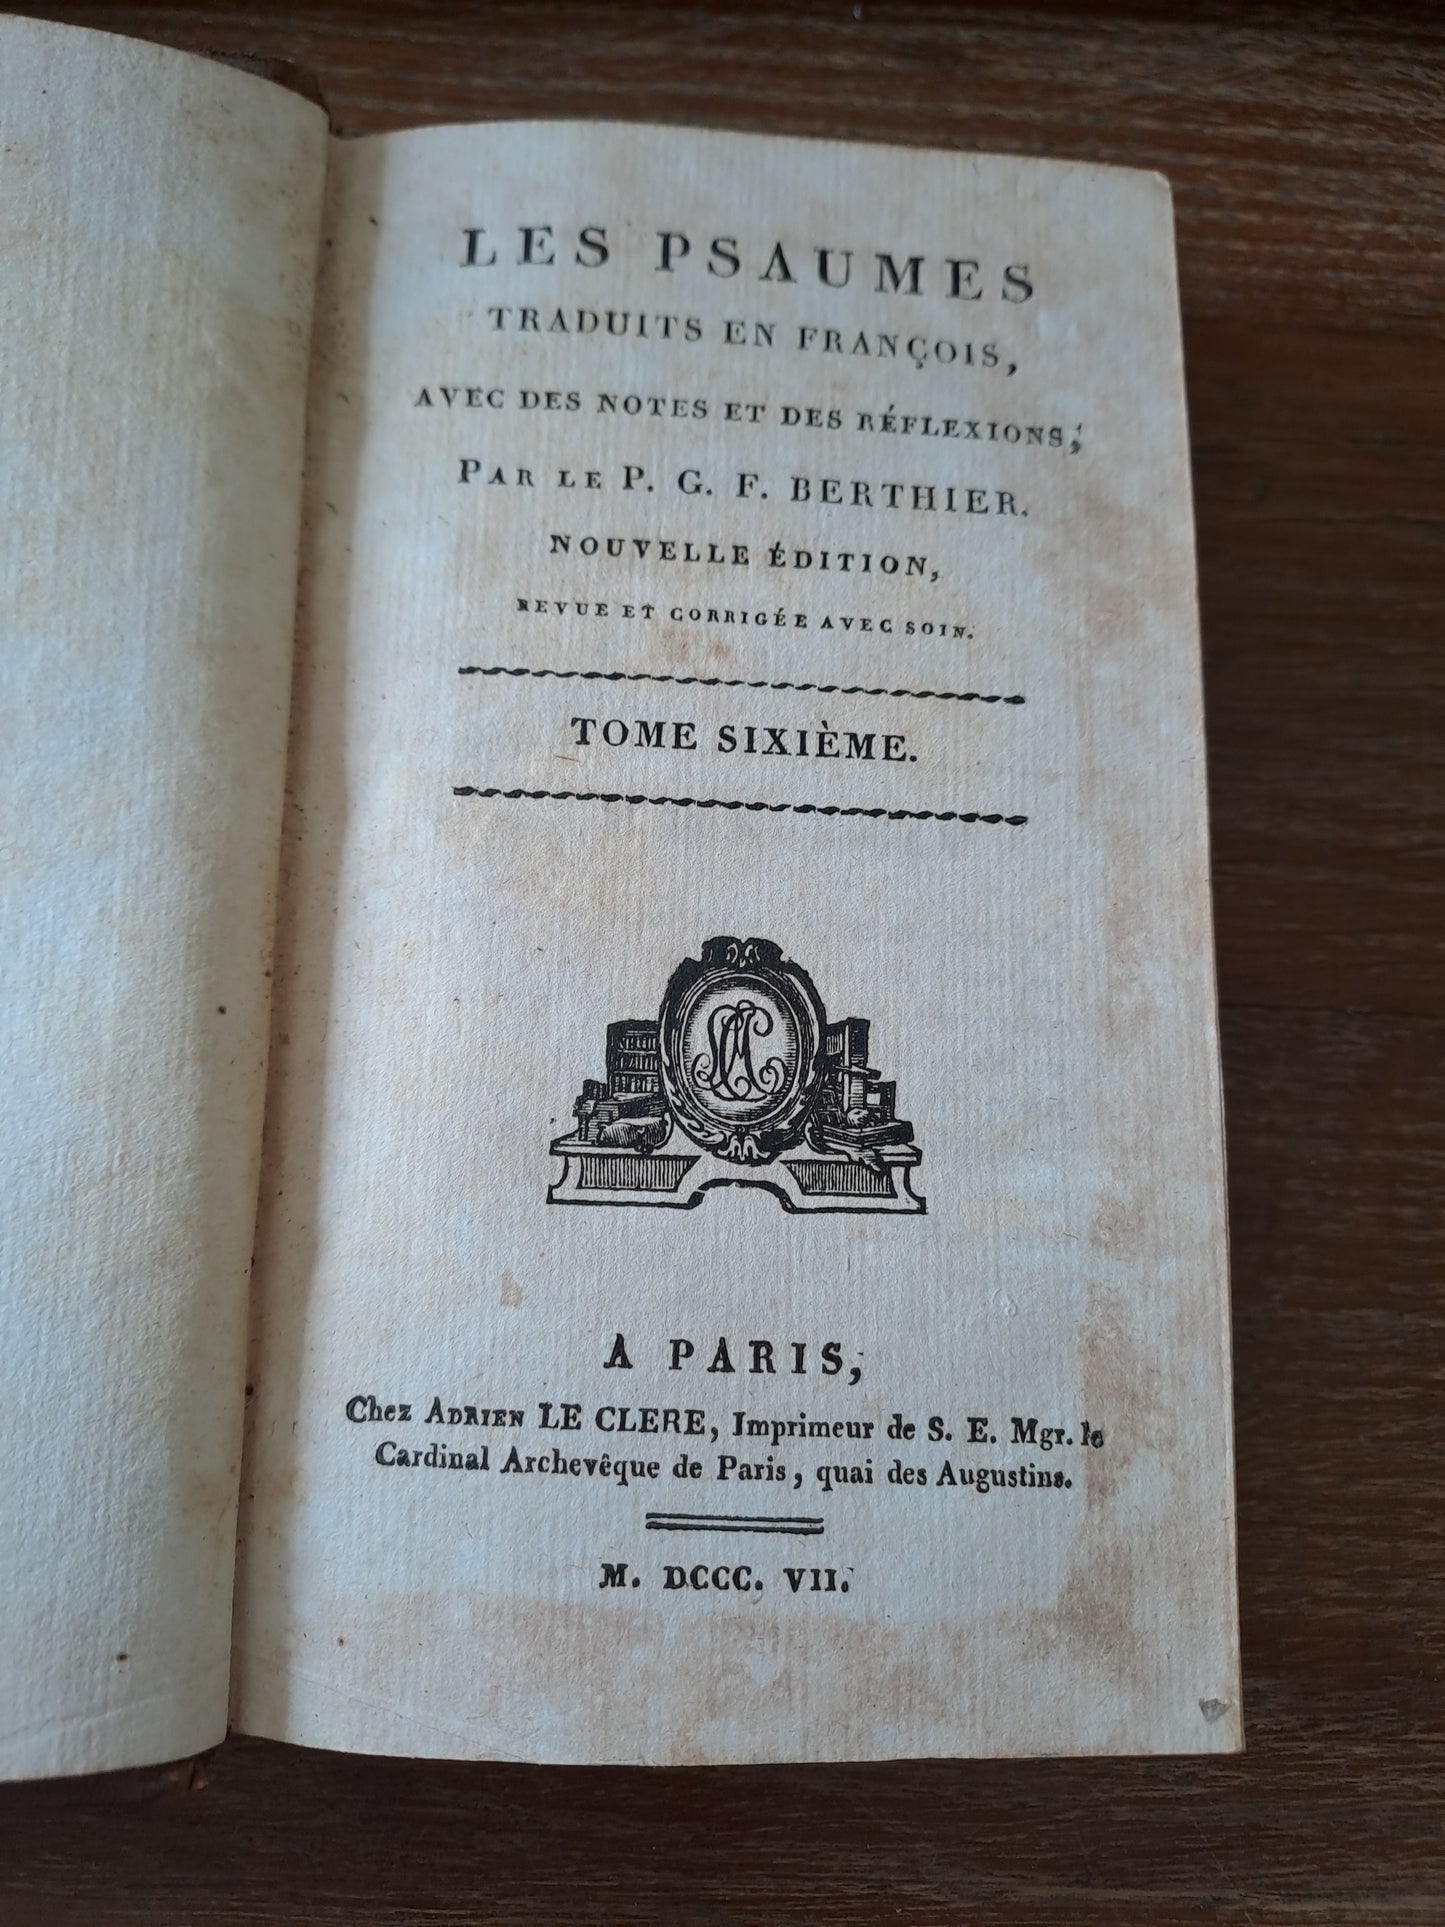 LES PSAUMES
TRADUITS EN FRANÇOIS,
AVEC DES NOTES ET DES RÉFLEXIONS,
PAR LE P. G. F. BERTHIER.
NOUVELLE ÉDITION,
REVUE ET CORRIGÉE AVEC SOIN.
TOME SIXIÈME.
A PARIS,
Chez ADRIEN LE CLERE, Imprimeur de S. E. Mgr. le
Cardinal Archevêque de Paris, quai des Augustins.
M. DCCC. VII.